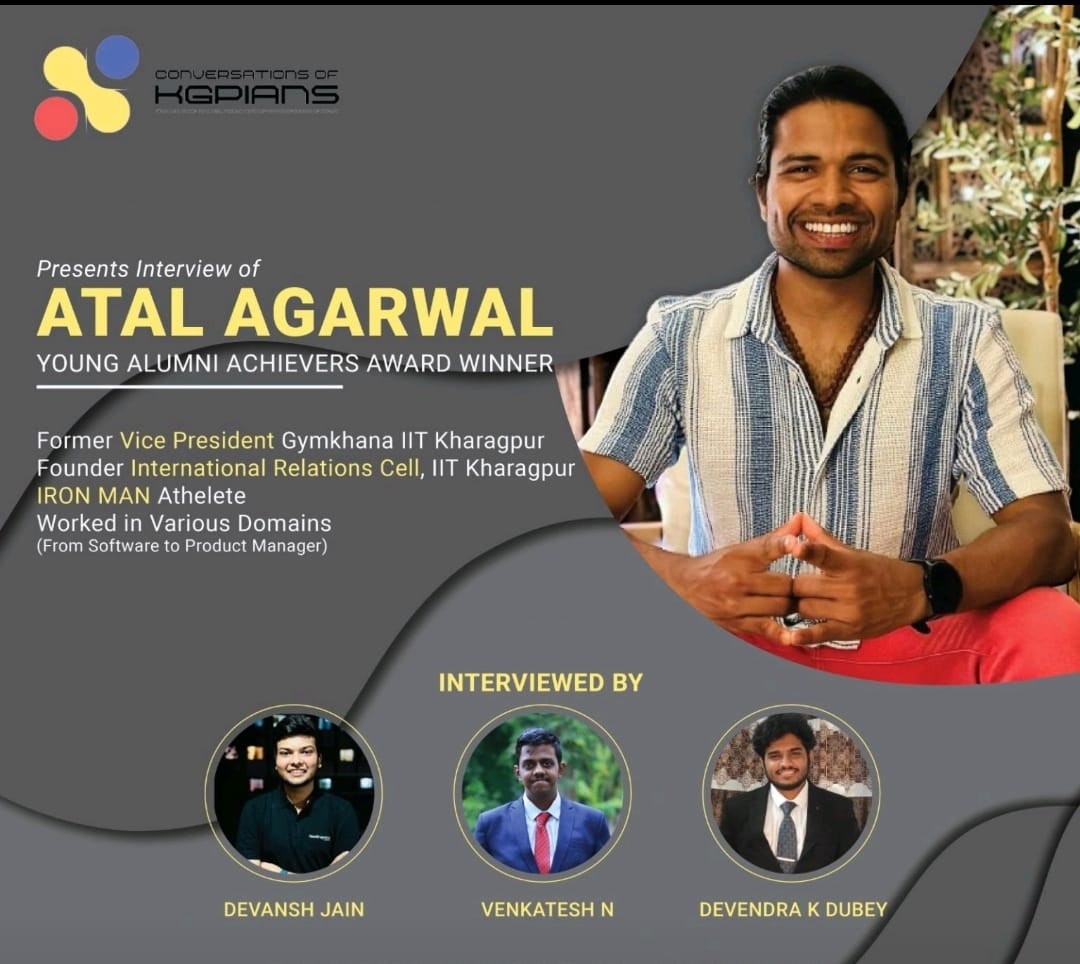 CONVERSATIONS OF
KGPIANS
Presents Interview of
ATAL AGARWAL
YOUNG ALUMNI ACHIEVERS AWARD WINNER
Former Vice President Gymkhana IIT Kharagpur
Founder International Relations Cell, IIT Kharagpur
IRON MAN Athelete
Worked in Various Domains
(From Software to Product Manager)
INTERVIEWED BY
DEVANSH JAIN
VENKATESH N
DEVENDRA K DUBEY